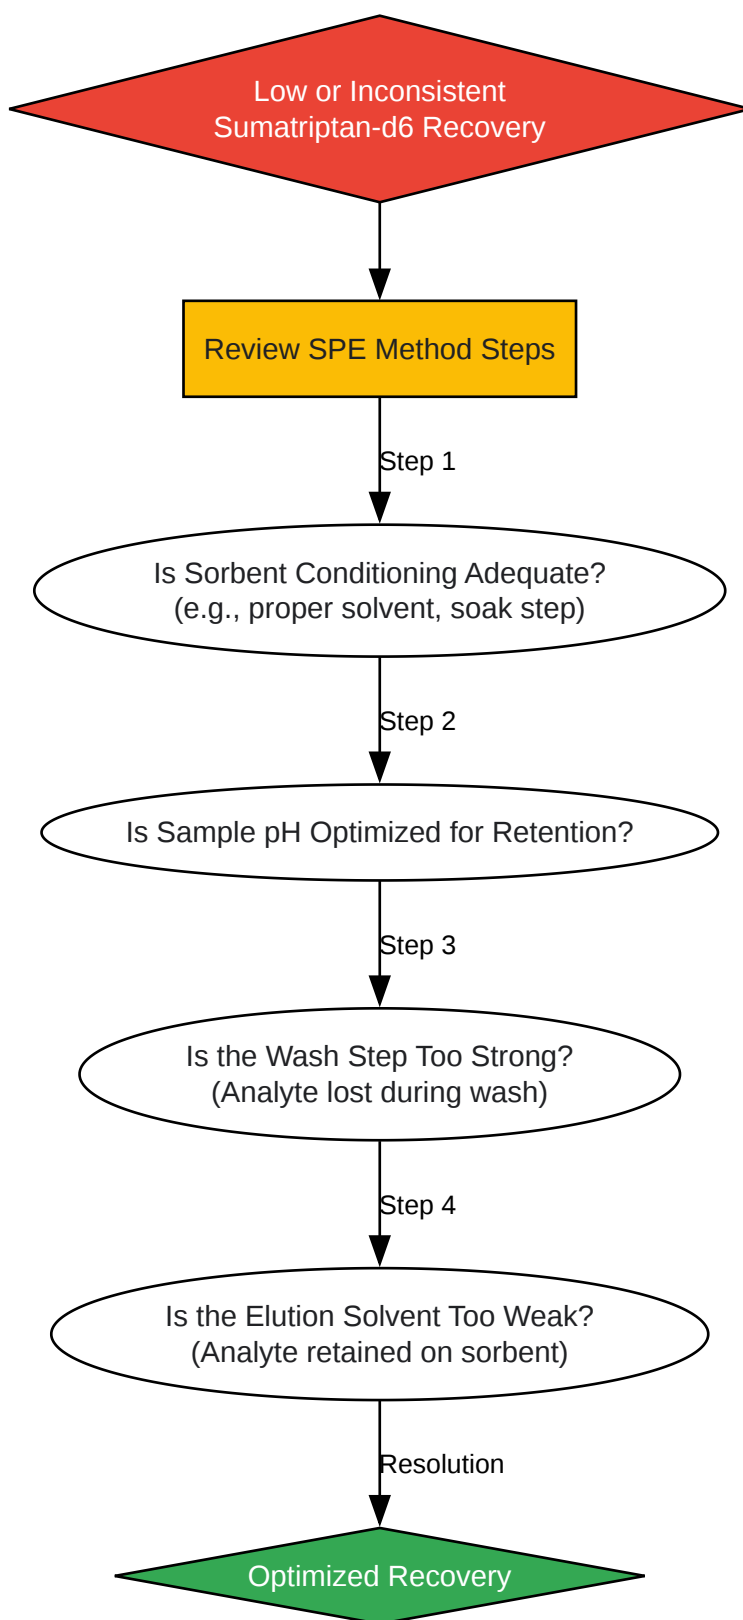 Low or Inconsistent
Sumatriptan-d6 Recovery
Review SPE Method Steps
Step 1
Is Sorbent Conditioning Adequate?
(e.g., proper solvent, soak step)
Step 2
Is Sample pH Optimized for Retention?
Step 3
Is the Wash Step Too Strong?
(Analyte lost during wash)
Step 4
Is the Elution Solvent Too Weak?
(Analyte retained on sorbent)
Resolution
Optimized Recovery